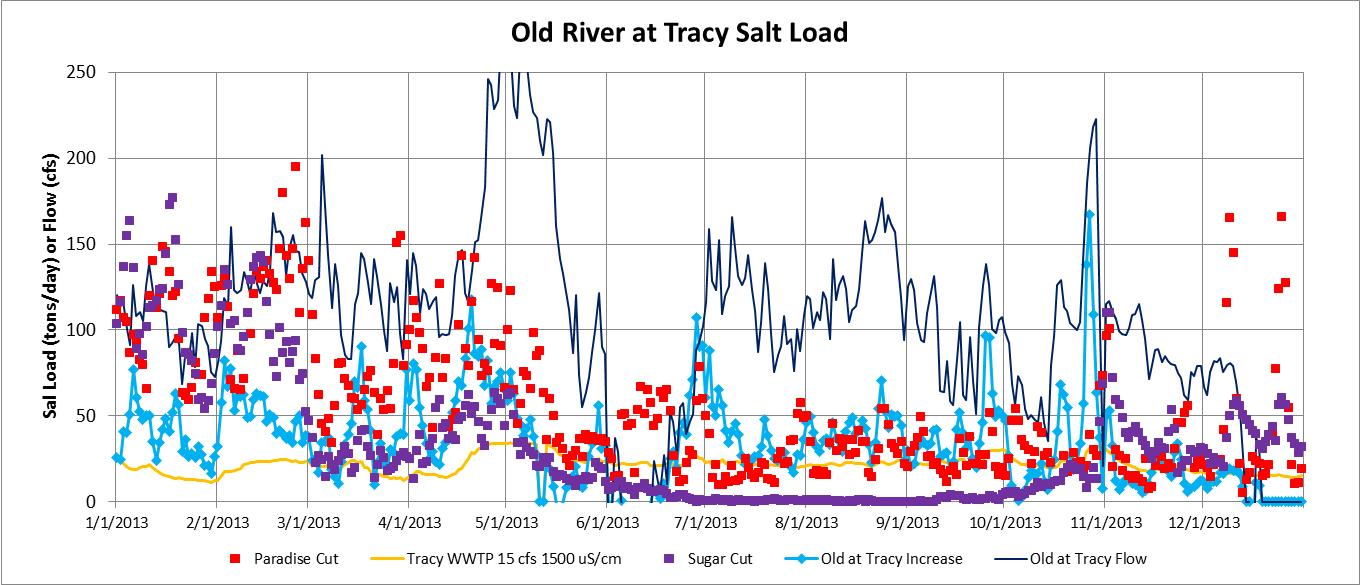 Old River at Tracy Salt Load
Sal Load (tons/day) or Flow (cfs)
250
200
150
100
50
0
1/1/2013 2/1/2013 3/1/2013 4/1/2013 5/1/2013 6/1/2013 7/1/2013 8/1/2013 9/1/2013 10/1/2013 11/1/2013 12/1/2013
Paradise Cut Tracy WWTP 15 cfs 1500 uS/cm Sugar Cut Old at Tracy Increase Old at Tracy Flow